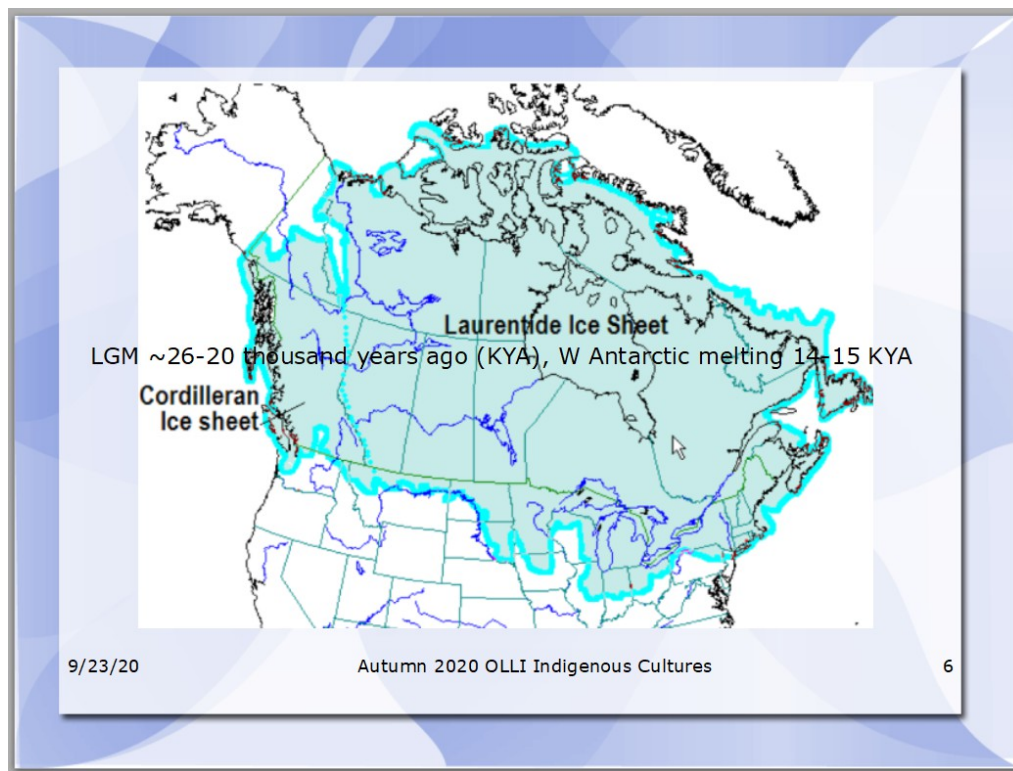 Laurentide Ice Sheet
LGM ~26-20 thousand years ago (KYA), W Antarctic melting 14-15 KYA
Cordilleran
Ice sheet
9/23/20 Autumn 2020 OLLI Indigenous Cultures 6